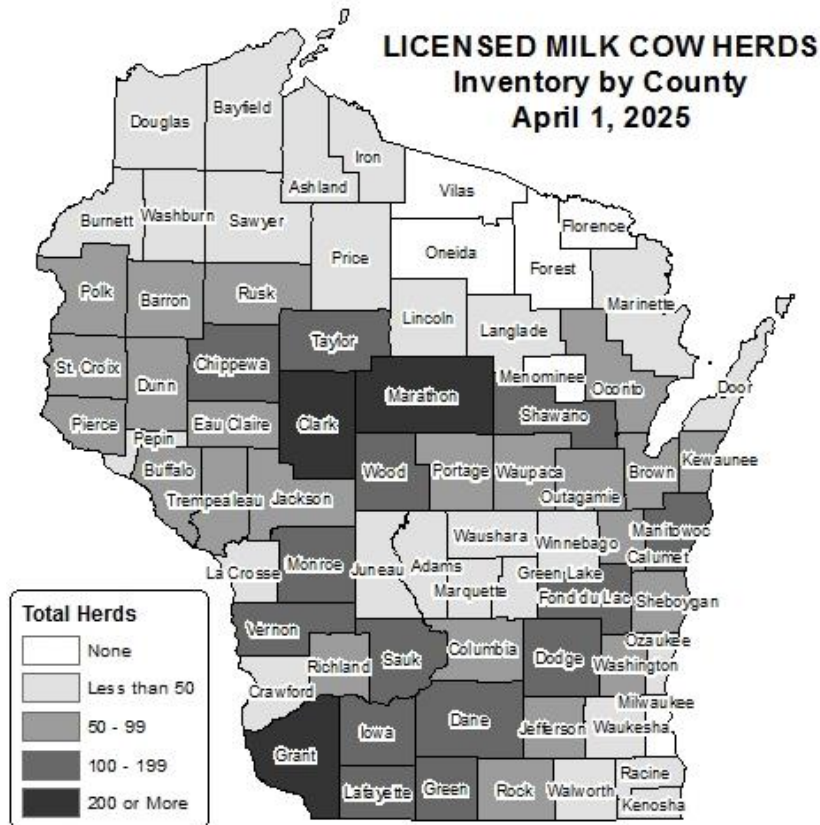 LICENSED MILK COW HERDS
Inventory by County
April 1, 2025
Douglas
Bayfield
Iron
Ashland
Vilas
Burnett
Washburn
Sawyer
Florence
Oneida
Price
Forest
Polk
Barron
Rusk
Marinette
Lincoln
Langlade
Taylor
St. Croix
Chippewa
Menominee
Dunn
Oconto
Door
Marathon
Shawano
Pierce
Clark
Eau Claire
Pepin
Kewaunee
Buffalo
Wood
Portage
Waupaca
Brown
Trempealeau
Jackson
Outagamie
Manitowoc
Waushara
Winnebago
Calumet
La Crosse
Monroe
Juneau
Adams
Green Lake
Marquette
Fond du Lac
Sheboygan
Vernon
Ozaukee
Columbia
Richland
Sauk
Dodge
Washington
Crawford
Milwaukee
Dane
Iowa
Jefferson
Waukesha
Grant
Racine
Lafayette
Green
Rock
Walworth
Kenosha
Total Herds
None
Less than 50
50 - 99
100 - 199
200 or More